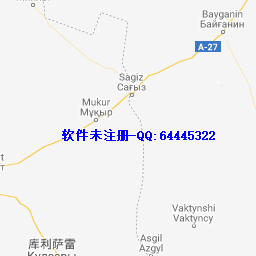 Bayganin
Байганин
A-27
Sagiz
Сағыз
Mukur
Мұқыр
软件未注册-QQ:64445322
Vaktynshi
Vaktyncy
库利萨雷
Asgil
Azgyl